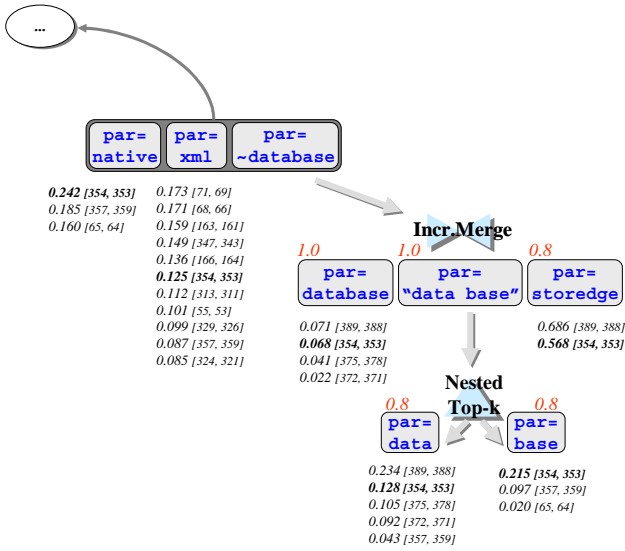 ...
par= par= par=
native xml ~database
0.242 [354, 353]
0.185 [357, 359]
0.160 [65, 64]
0.173 [71, 69]
0.171 [68, 66]
0.159 [163, 161]
0.149 [347, 343]
0.136 [166, 164]
0.125 [354, 353]
0.112 [313, 311]
0.101 [55, 53]
0.099 [329, 326]
0.087 [357, 359]
0.085 [324, 321]
Incr.Merge
1.0 1.0 0.8
par= par= par=
database “data base” storedge
0.071 [389, 388]
0.068 [354, 353]
0.041 [375, 378]
0.022 [372, 371]
0.686 [389, 388]
0.568 [354, 353]
Nested
Top-k
0.8 0.8
par= par=
data base
0.234 [389, 388]
0.128 [354, 353]
0.105 [375, 378]
0.092 [372, 371]
0.043 [357, 359]
0.215 [354, 353]
0.097 [357, 359]
0.020 [65, 64]